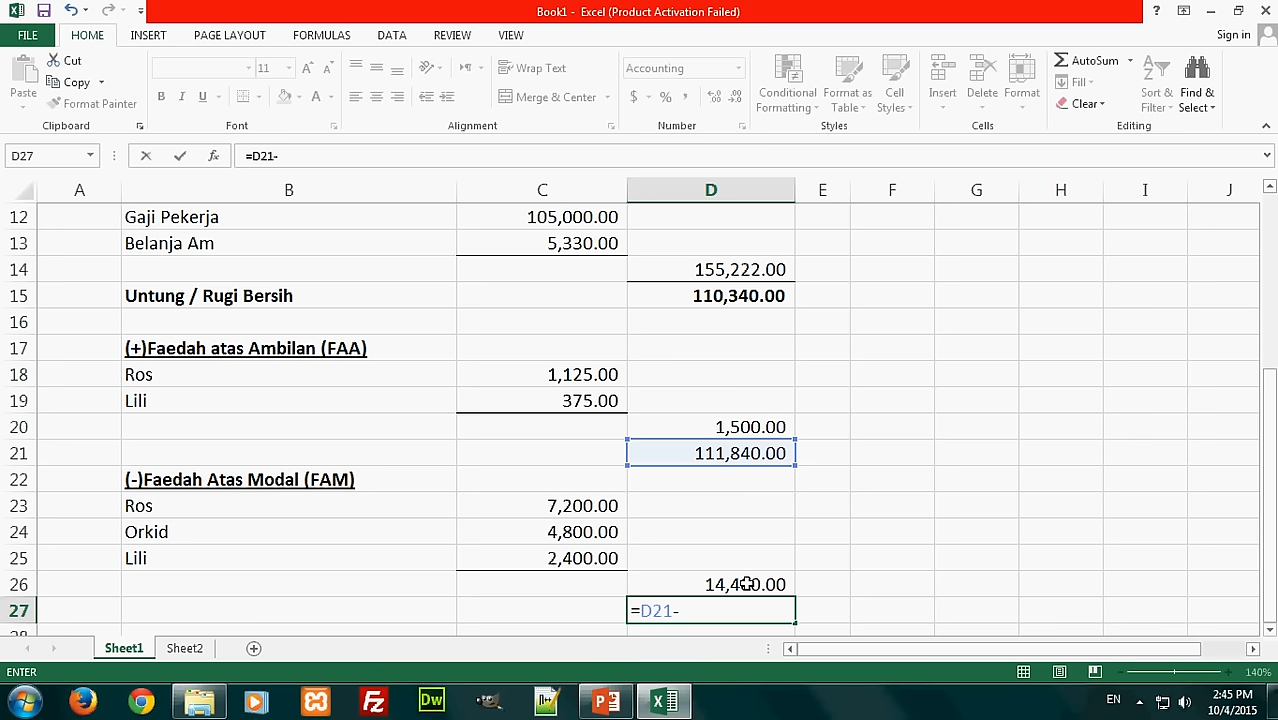 Book1 - Excel (Product Activation Failed)
FILE HOME INSERT PAGE LAYOUT FORMULAS DATA REVIEW VIEW Sign in
Cut
Copy
Format Painter
Paste
Clipboard
11
Font
Wrap Text
Merge & Center
Alignment
Accounting
Number
Conditional Formatting
Format as Table
Cell Styles
Styles
Insert Delete Format
Cells
AutoSum
Fill
Clear
Sort & Filter
Find & Select
Editing
D27 =D21-
A B C D E F G H I J
12 Gaji Pekerja 105,000.00
13 Belanja Am 5,330.00
14 155,222.00
15 Untung / Rugi Bersih 110,340.00
16
17 (+)Faedah atas Ambilan (FAA)
18 Ros 1,125.00
19 Lili 375.00
20 1,500.00
21 111,840.00
22 (-)Faedah Atas Modal (FAM)
23 Ros 7,200.00
24 Orkid 4,800.00
25 Lili 2,400.00
26 14,400.00
27 =D21-
28
Sheet1 Sheet2
ENTER 140%
EN 2:45 PM
10/4/2015